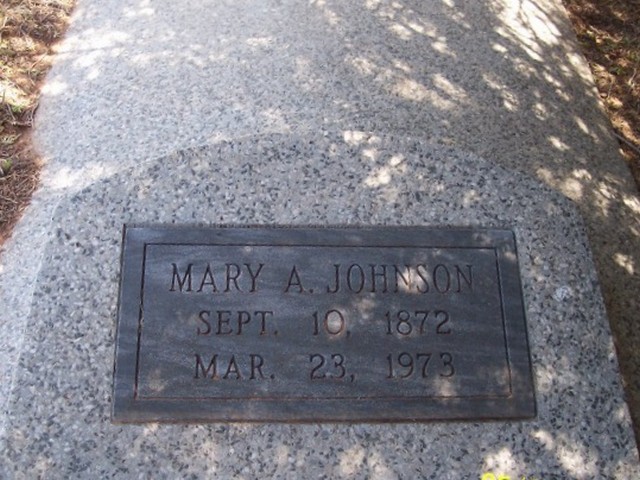 MARY A. JOHNSON
SEPT. 10, 1872
MAR. 23, 1973